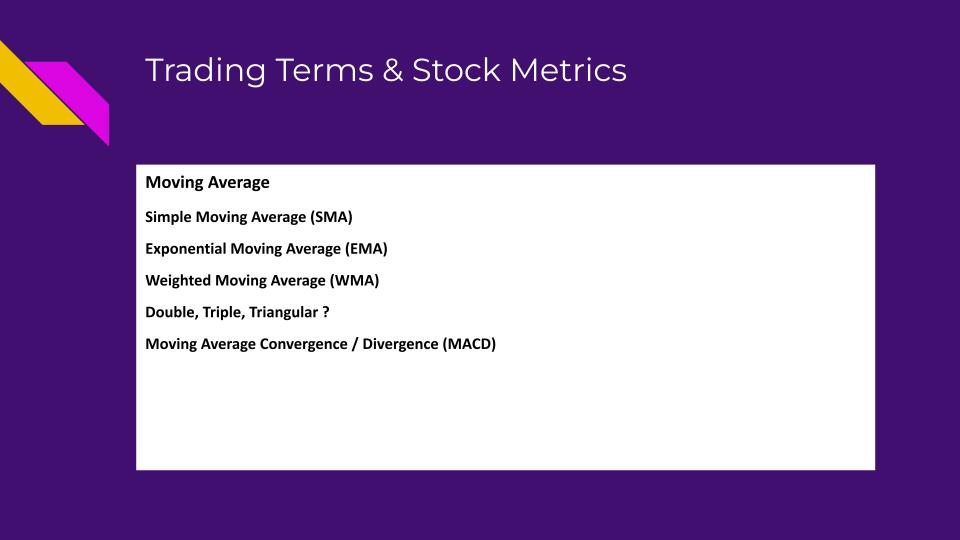 Trading Terms & Stock Metrics
Moving Average
Simple Moving Average (SMA)
Exponential Moving Average (EMA)
Weighted Moving Average (WMA)
Double, Triple, Triangular ?
Moving Average Convergence / Divergence (MACD)